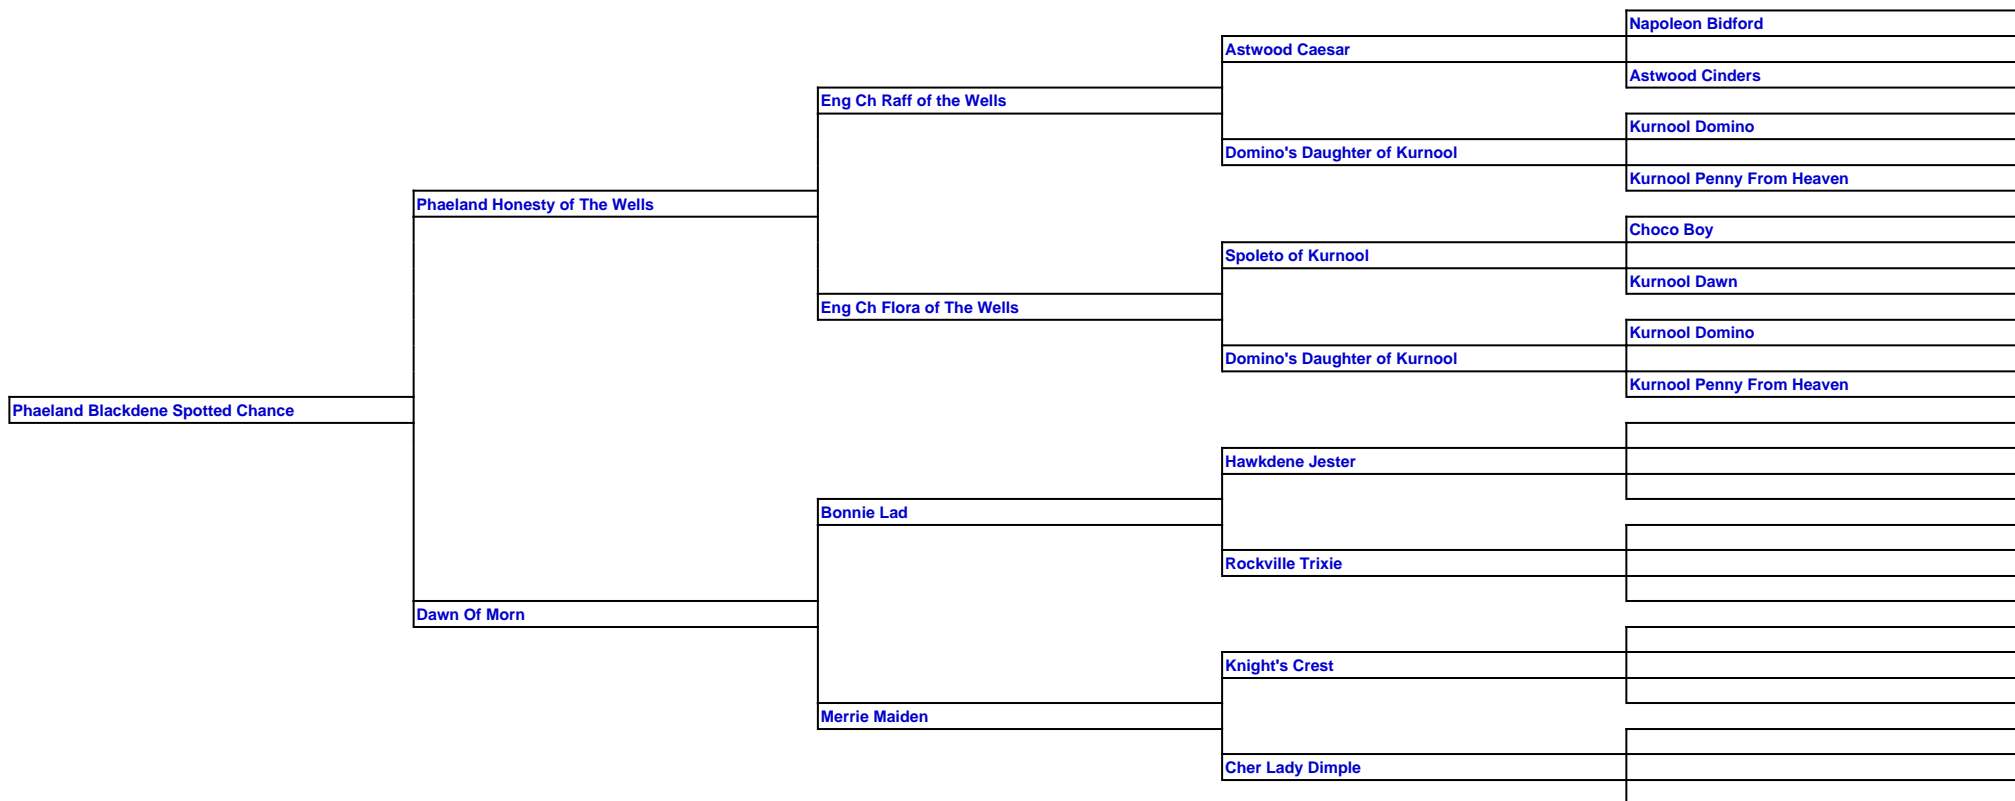 Napoleon Bidford
Astwood Caesar
Astwood Cinders
Eng Ch Raff of the Wells
Kurnool Domino
Domino's Daughter of Kurnool
Kurnool Penny From Heaven
Phaeland Honesty of The Wells
Choco Boy
Spoleto of Kurnool
Kurnool Dawn
Eng Ch Flora of The Wells
Kurnool Domino
Domino's Daughter of Kurnool
Kurnool Penny From Heaven
Phaeland Blackdene Spotted Chance
Hawkdene Jester
Bonnie Lad
Rockville Trixie
Dawn Of Morn
Knight's Crest
Merrie Maiden
Cher Lady Dimple